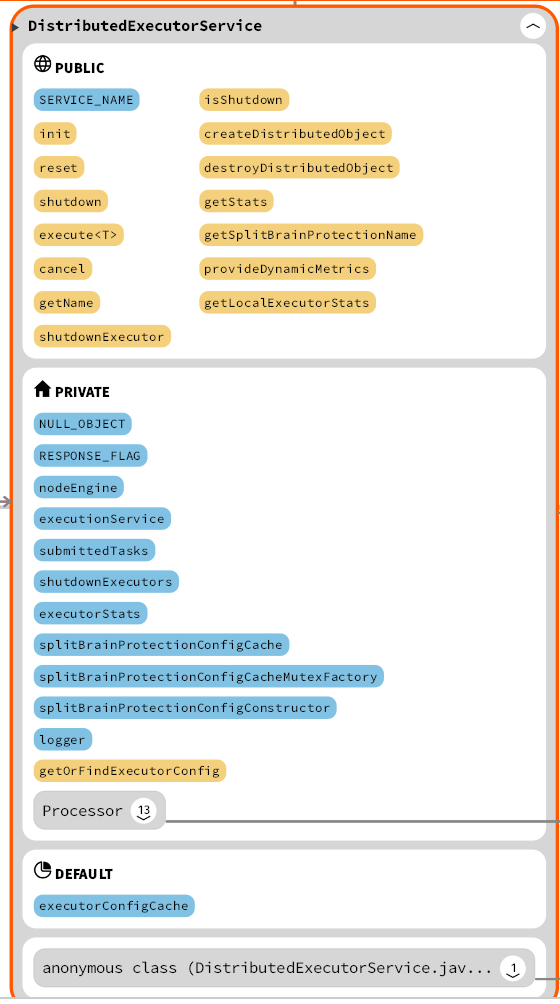 DistributedExecutorService
PUBLIC
SERVICE_NAME isShutdown
init createDistributedObject
reset destroyDistributedObject
shutdown getStats
execute<T> getSplitBrainProtectionName
cancel provideDynamicMetrics
getName getLocalExecutorStats
shutdownExecutor
PRIVATE
NULL_OBJECT
RESPONSE_FLAG
nodeEngine
executionService
submittedTasks
shutdownExecutors
executorStats
splitBrainProtectionConfigCache
splitBrainProtectionConfigCacheMutexFactory
splitBrainProtectionConfigConstructor
logger
getOrFindExecutorConfig
Processor 13
DEFAULT
executorConfigCache
anonymous class (DistributedExecutorService.jav... 1